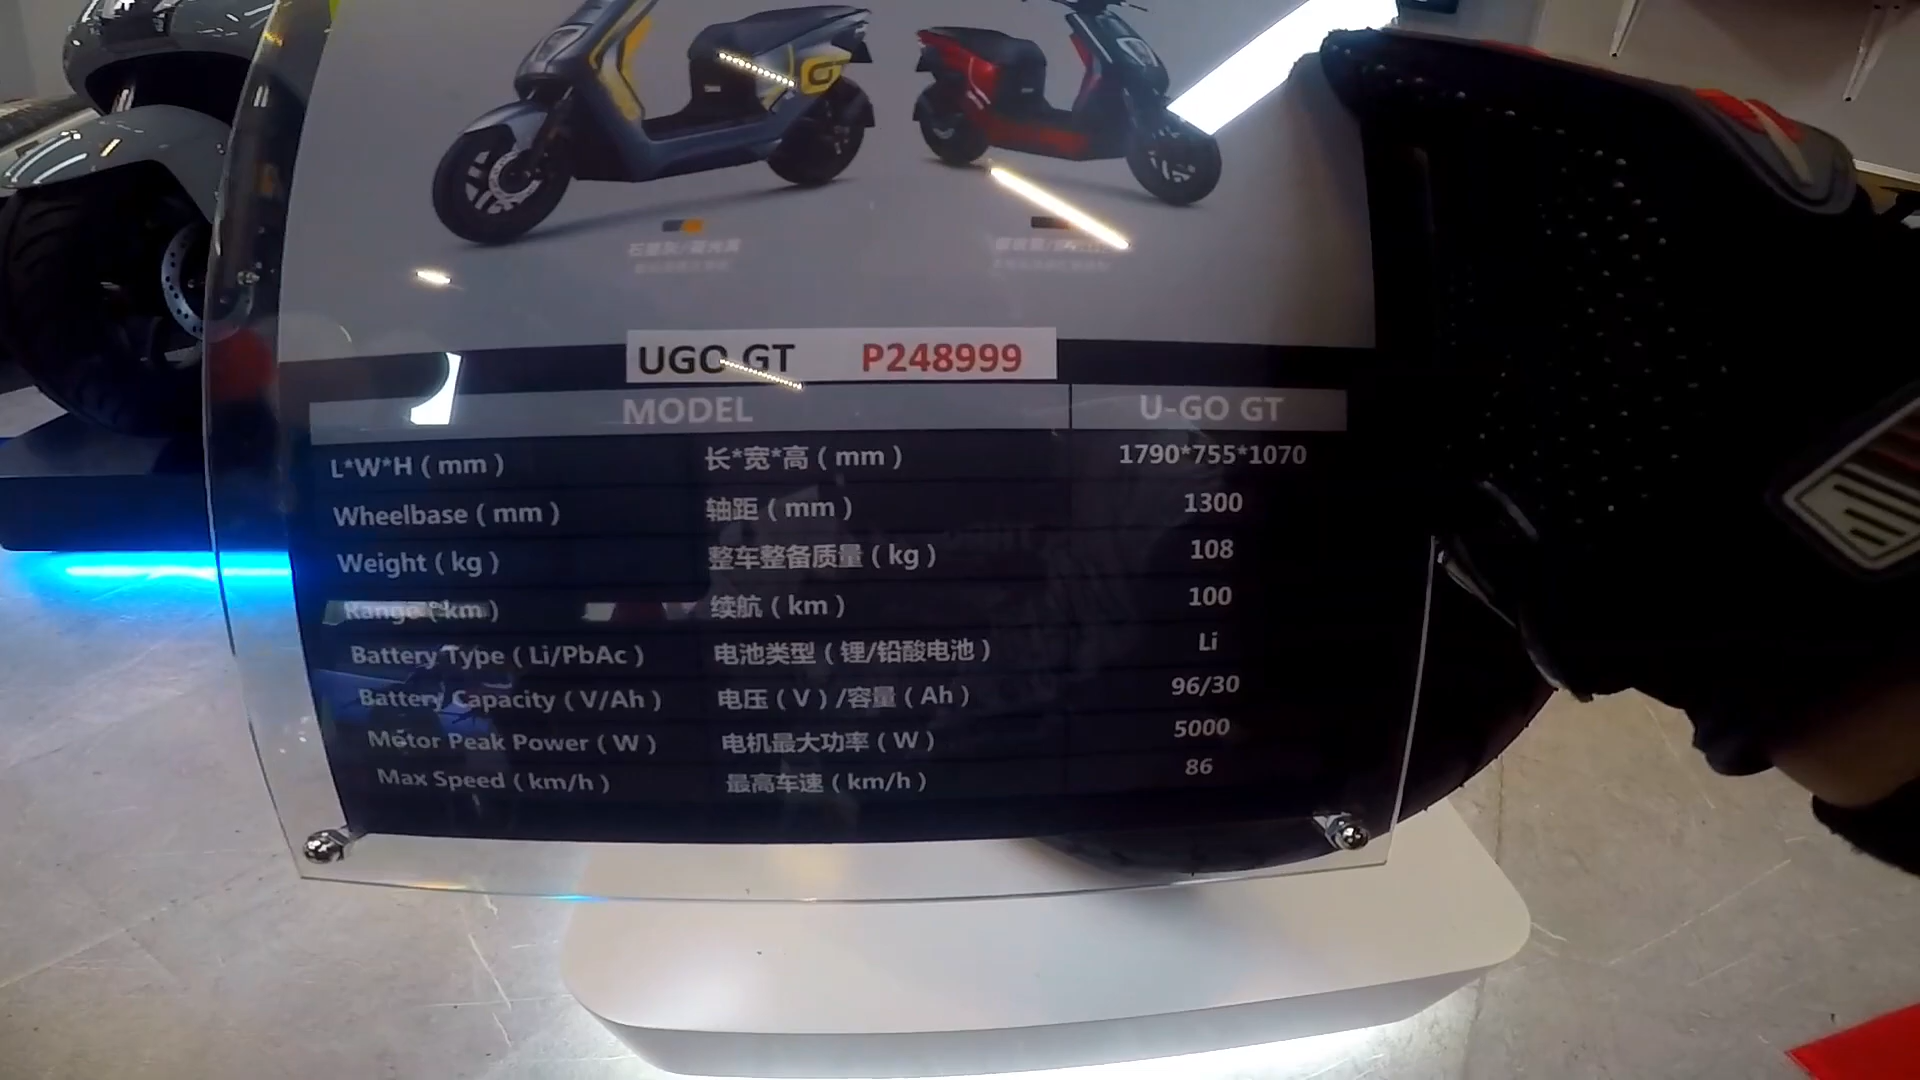 UGO GT P248999
MODEL U-GO GT
L*W*H ( mm ) 长*宽*高 ( mm ) 1790*755*1070
Wheelbase ( mm ) 轴距 ( mm ) 1300
Weight ( kg ) 整车整备质量 ( kg ) 108
Range ( km ) 续航 ( km ) 100
Battery Type ( Li/PbAc ) 电池类型 ( 锂/铅酸电池 ) Li
Battery Capacity ( V/Ah ) 电压 ( V ) /容量 ( Ah ) 96/30
Motor Peak Power ( W ) 电机最大功率 ( W ) 5000
Max Speed ( km/h ) 最高车速 ( km/h ) 86